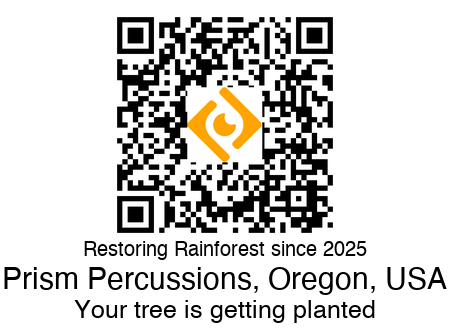 Restoring Rainforest since 2025
Prism Percussions, Oregon, USA
Your tree is getting planted